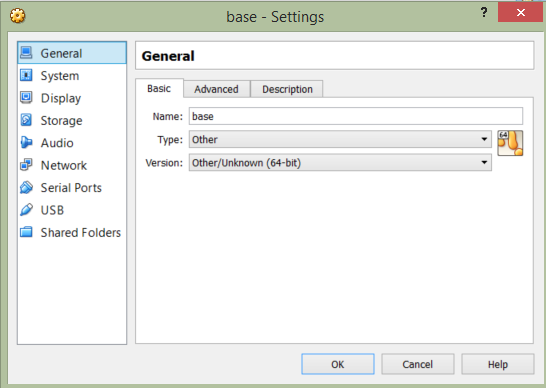 base - Settings
?
General
System
Display
Storage
Audio
Network
Serial Ports
USB
Shared Folders
General
Basic Advanced Description
Name: base
Type: Other
64
Version: Other/Unknown (64-bit)
OK Cancel Help